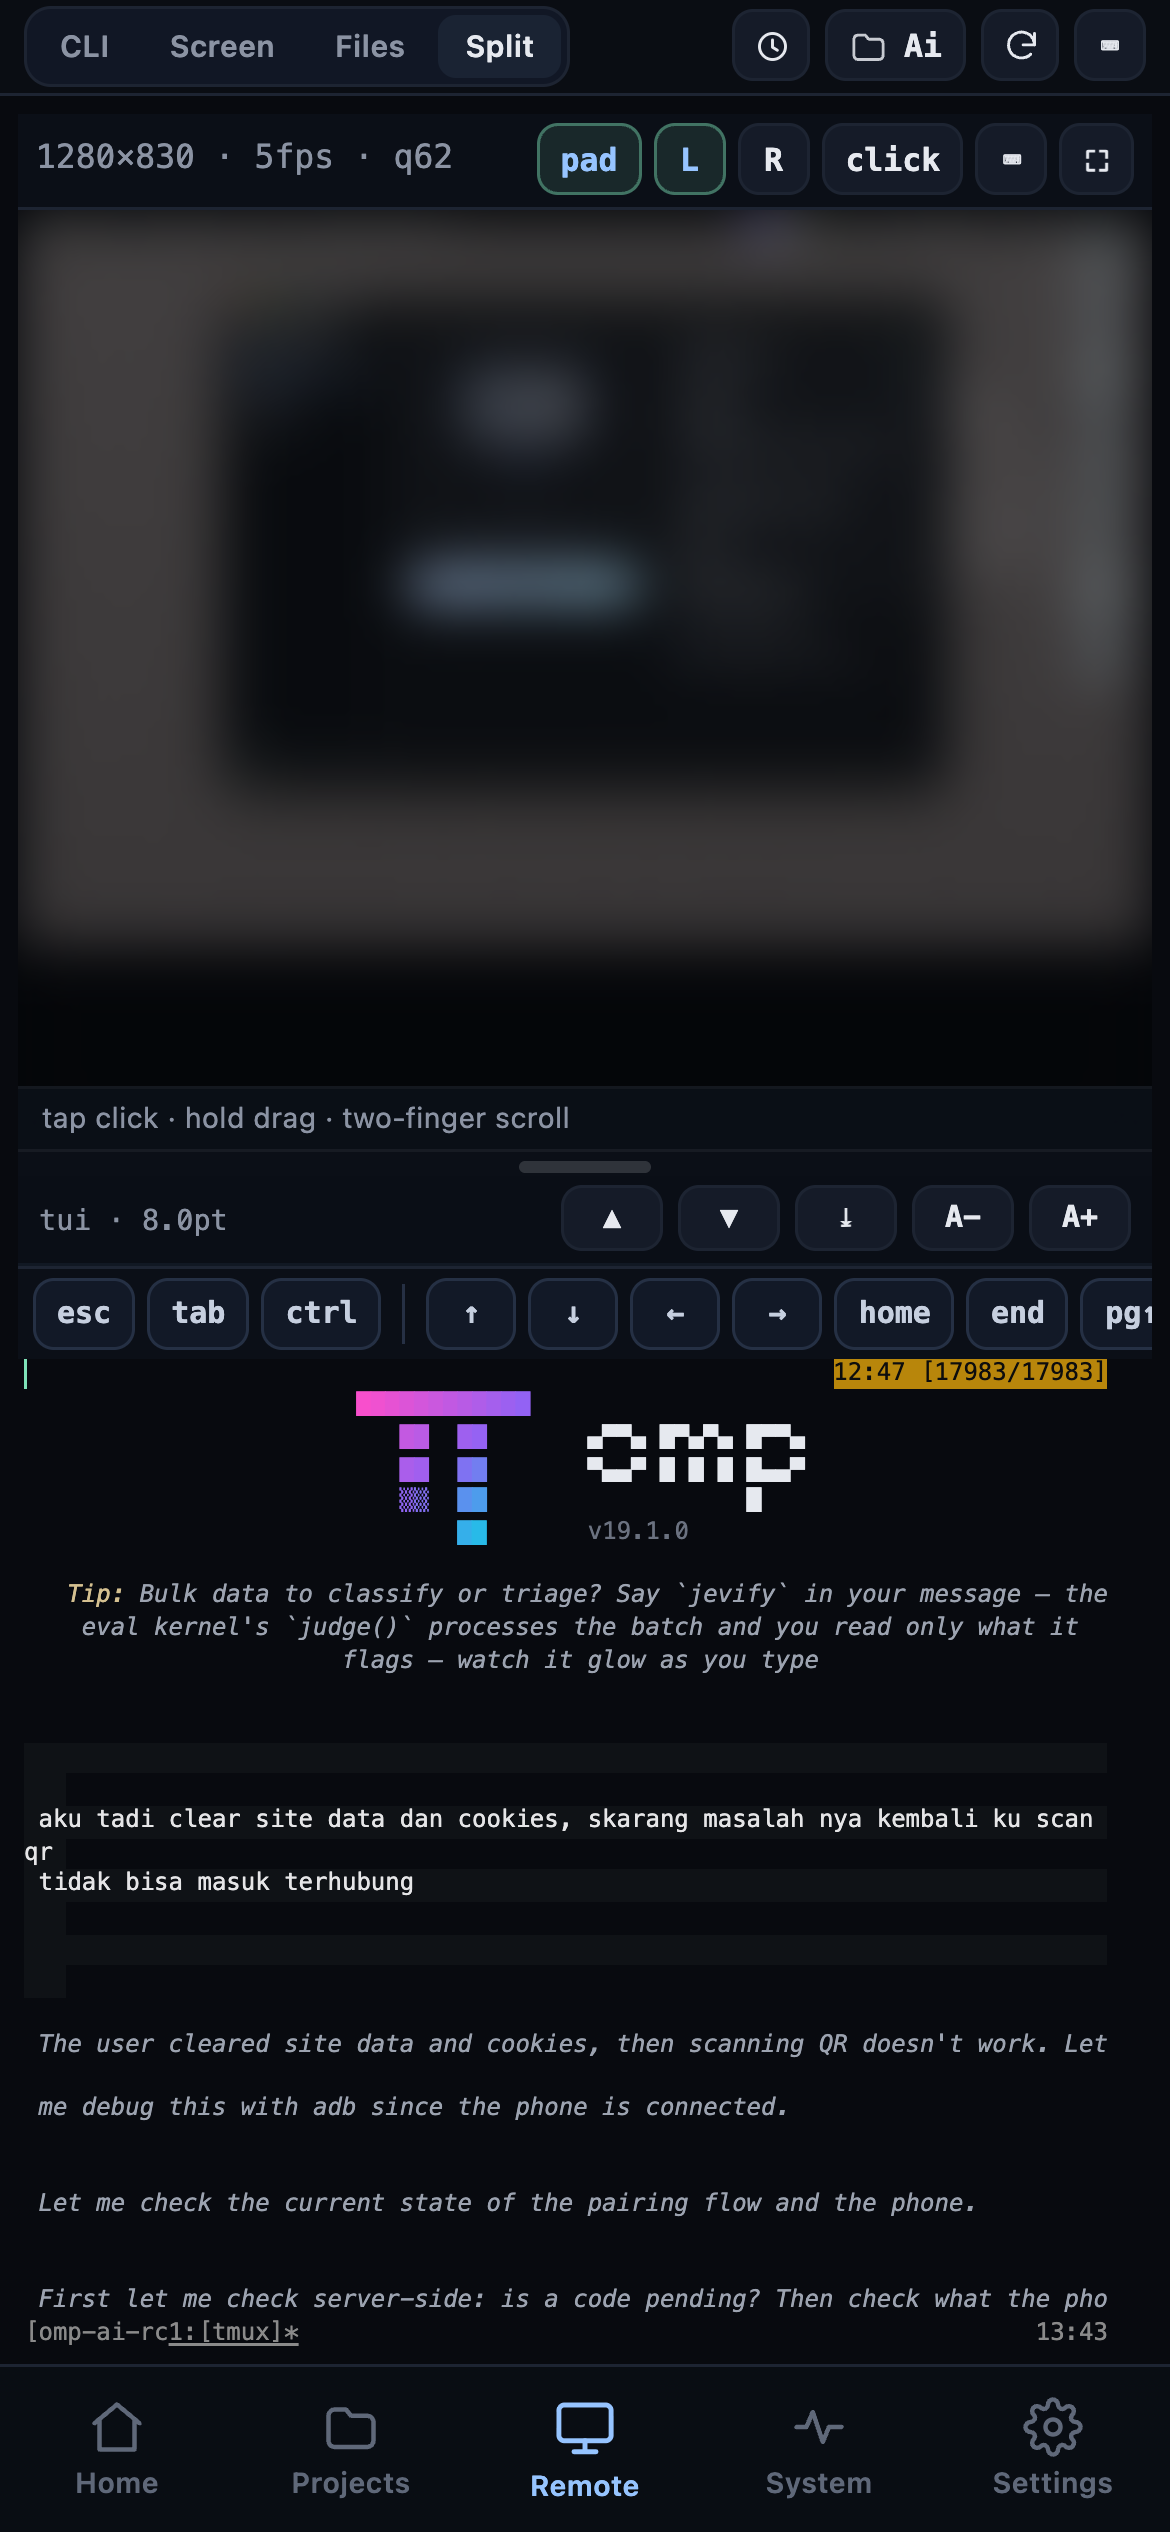 CLI Screen Files Split Ai
1280×830 · 5fps · q62 pad L R click
tap click · hold drag · two-finger scroll
tui · 8.0pt ▲ ▼ ⤓ A− A+
esc tab ctrl ↑ ↓ ← → home end pg↑
12:47 [17983/17983]
omp
v19.1.0
Tip: Bulk data to classify or triage? Say `jevify` in your message — the
eval kernel's `judge()` processes the batch and you read only what it
flags — watch it glow as you type
aku tadi clear site data dan cookies, skarang masalah nya kembali ku scan
qr
tidak bisa masuk terhubung
The user cleared site data and cookies, then scanning QR doesn't work. Let
me debug this with adb since the phone is connected.
Let me check the current state of the pairing flow and the phone.
First let me check server-side: is a code pending? Then check what the pho
[omp-ai-rc1:[tmux]* 13:43
Home Projects Remote System Settings